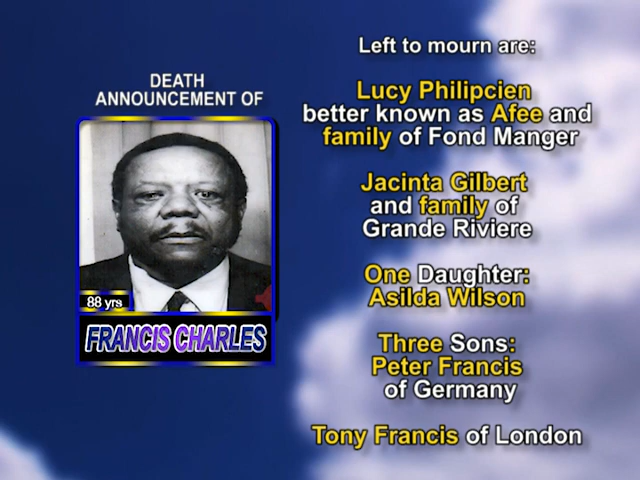 DEATH
ANNOUNCEMENT OF
88 yrs
FRANCIS CHARLES
Left to mourn are:
Lucy Philipcien
better known as Afee and
family of Fond Manger
Jacinta Gilbert
and family of
Grande Riviere
One Daughter:
Asilda Wilson
Three Sons:
Peter Francis
of Germany
Tony Francis of London